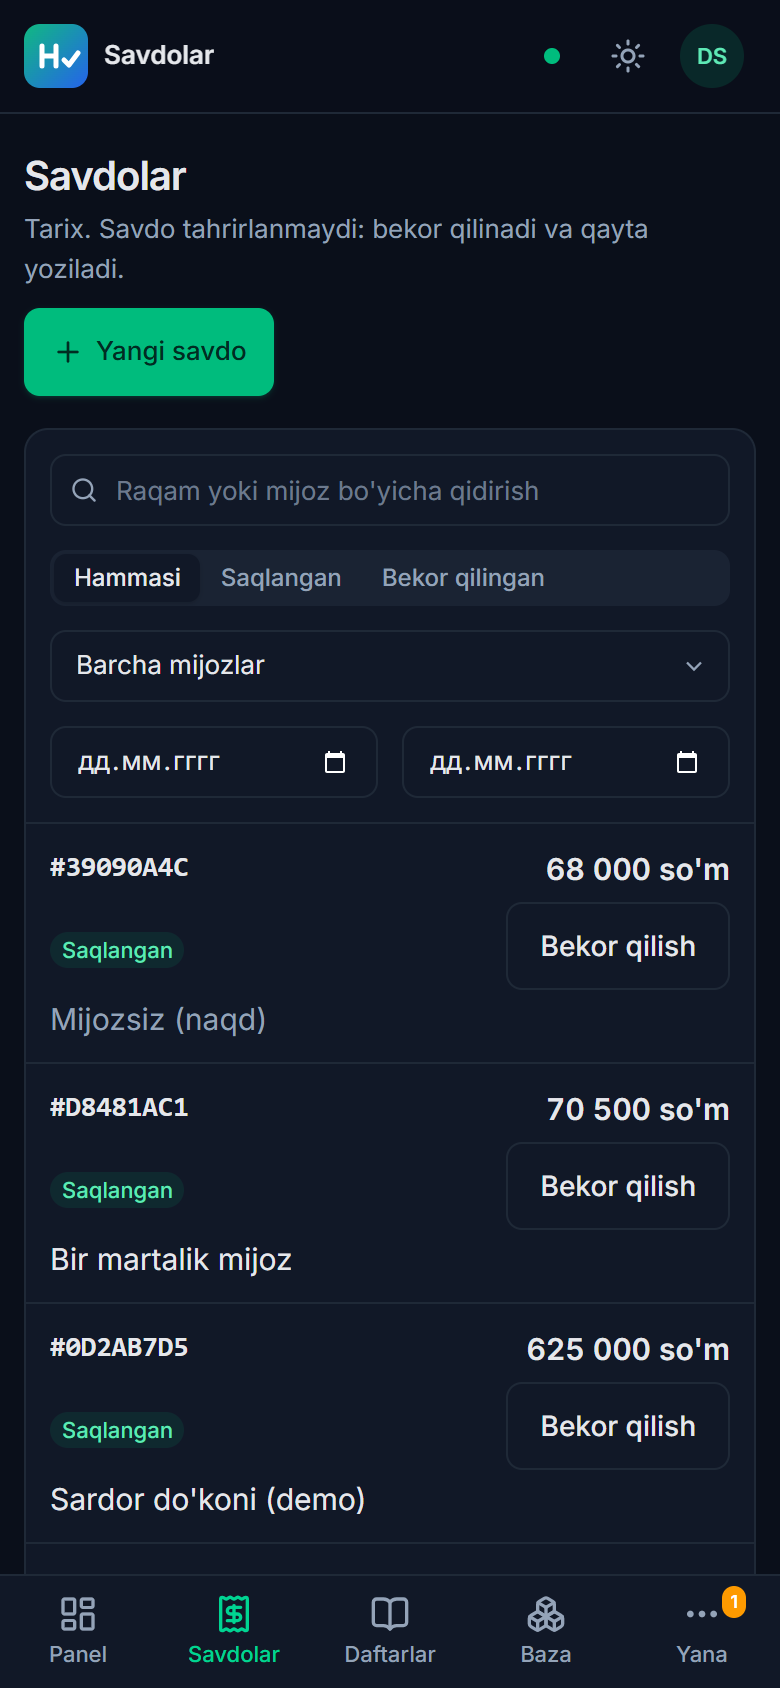 H✓ Savdolar DS
Savdolar
Tarix. Savdo tahrirlanmaydi: bekor qilinadi va qayta
yoziladi.
+ Yangi savdo
Raqam yoki mijoz bo'yicha qidirish
Hammasi Saqlangan Bekor qilingan
Barcha mijozlar
дд.мм.гггг дд.мм.гггг
#39090A4C 68 000 so'm
Saqlangan Bekor qilish
Mijozsiz (naqd)
#D8481AC1 70 500 so'm
Saqlangan Bekor qilish
Bir martalik mijoz
#0D2AB7D5 625 000 so'm
Saqlangan Bekor qilish
Sardor do'koni (demo)
1
Panel Savdolar Daftarlar Baza Yana